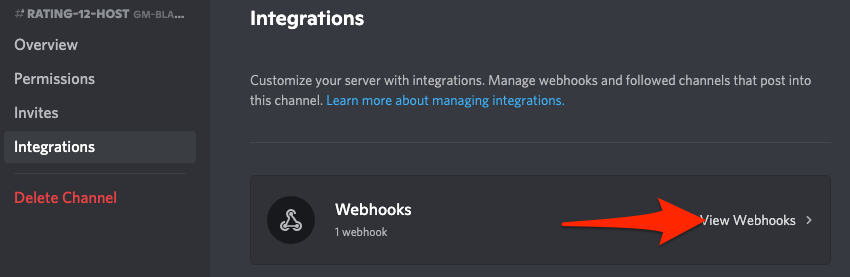 # RATING-12-HOST GM-BLA...
Overview
Permissions
Invites
Integrations
Delete Channel
Integrations
Customize your server with integrations. Manage webhooks and followed channels that post into
this channel. Learn more about managing integrations.
Webhooks
1 webhook
View Webhooks